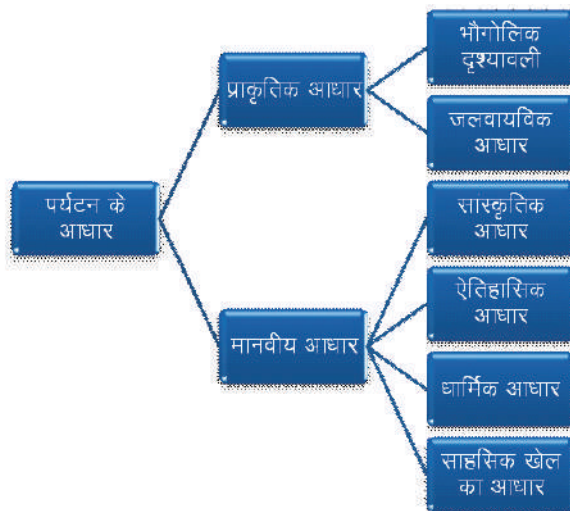 पर्यटन के
आधार
प्राकृतिक आधार
भौगोलिक
दृश्यावली
जलवायविक
आधार
मानवीय आधार
सांस्कृतिक
आधार
ऐतिहासिक
आधार
धार्मिक आधार
साहसिक खेल
का आधार